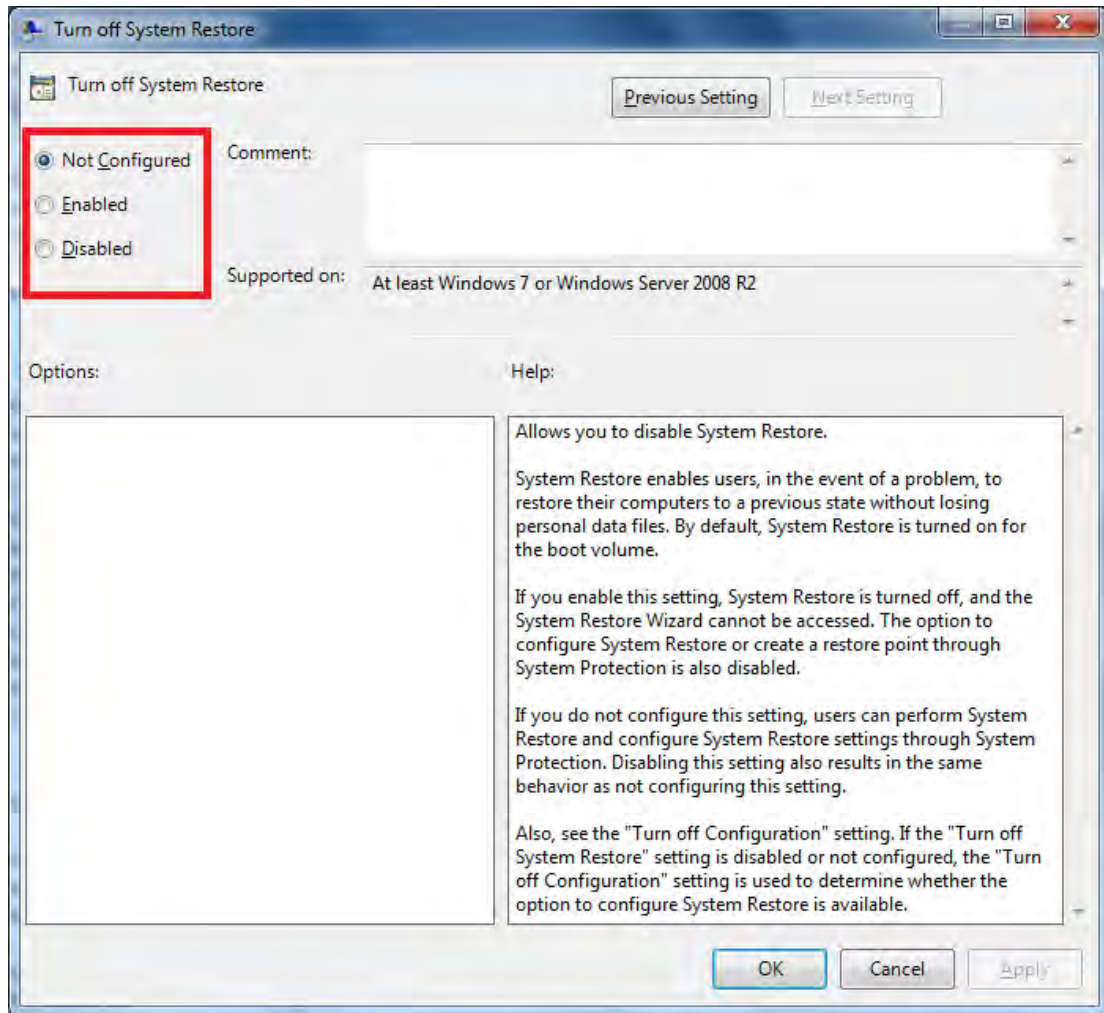 Turn off System Restore
Turn off System Restore
Previous Setting
Next Setting
Not Configured
Comment:
Enabled
Disabled
Supported on:
At least Windows 7 or Windows Server 2008 R2
Options:
Help:
Allows you to disable System Restore.
System Restore enables users, in the event of a problem, to
restore their computers to a previous state without losing
personal data files. By default, System Restore is turned on for
the boot volume.
If you enable this setting, System Restore is turned off, and the
System Restore Wizard cannot be accessed. The option to
configure System Restore or create a restore point through
System Protection is also disabled.
If you do not configure this setting, users can perform System
Restore and configure System Restore settings through System
Protection. Disabling this setting also results in the same
behavior as not configuring this setting.
Also, see the "Turn off Configuration" setting. If the "Turn off
System Restore" setting is disabled or not configured, the "Turn
off Configuration" setting is used to determine whether the
option to configure System Restore is available.
OK
Cancel
Apply